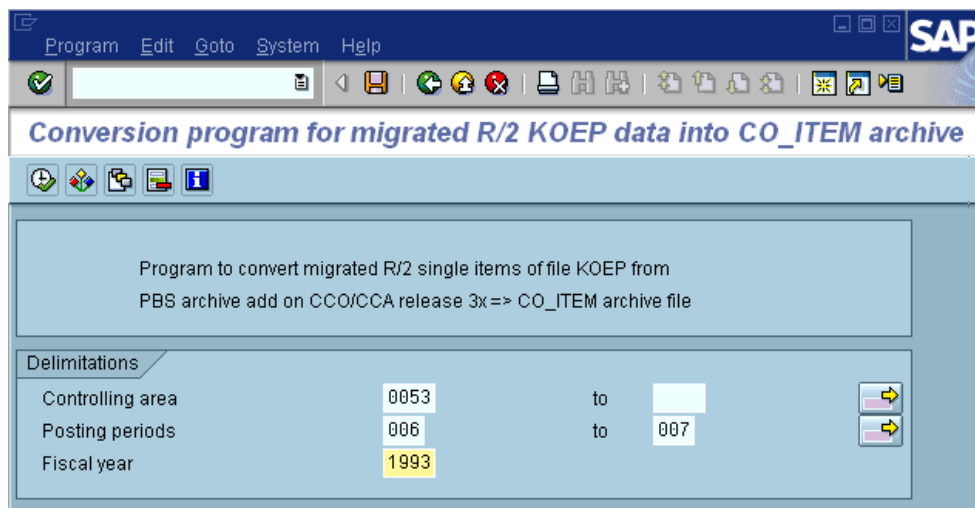 Program Edit Goto System Help
SAP
Conversion program for migrated R/2 KOEP data into CO_ITEM archive
Program to convert migrated R/2 single items of file KOEP from
PBS archive add on CCO/CCA release 3x => CO_ITEM archive file
Delimitations
Controlling area 0053 to
Posting periods 006 to 007
Fiscal year 1993